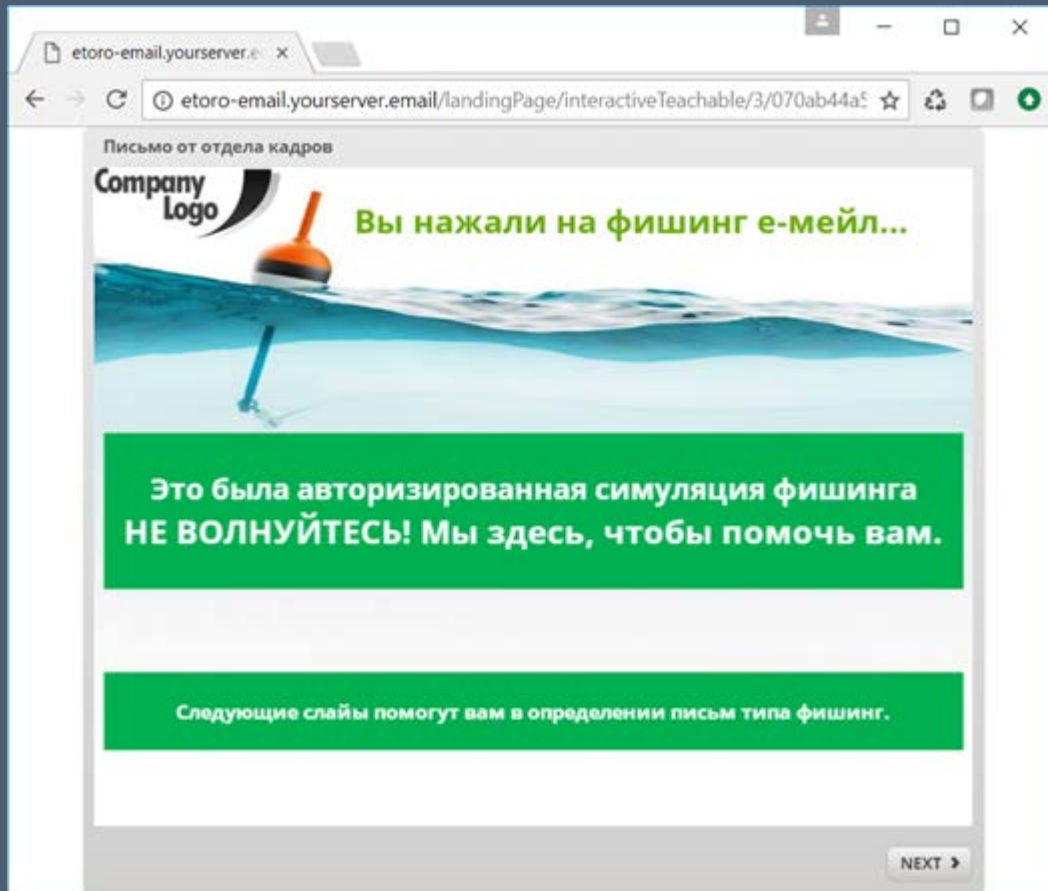 etoro-email.yourserver.e
etoro-email.yourserver.email/landingPage/interactiveTeachable/3/070ab44a5
Письмо от отдела кадров
Company
Logo
Вы нажали на фишинг е-мейл...
Это была авторизированная симуляция фишинга
НЕ ВОЛНУЙТЕСЬ! Мы здесь, чтобы помочь вам.
Следующие слайы помогут вам в определении письм типа фишинг.
NEXT